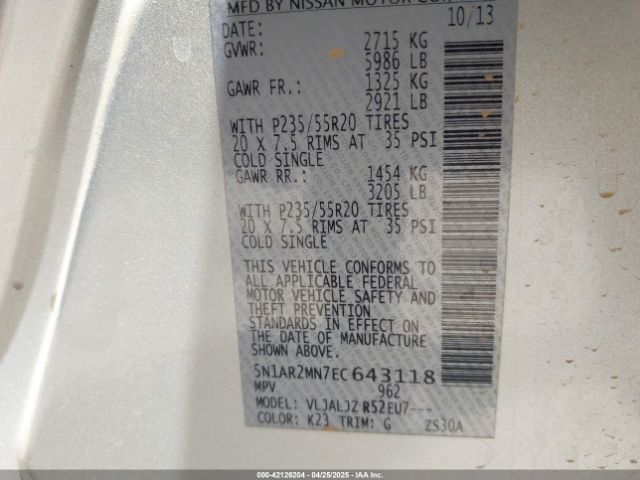 MFD BY NISSAN MOTOR CO
DATE: 10/13
GVWR: 2715 KG
5986 LB
GAWR FR.: 1325 KG
2921 LB
WITH P235/55R20 TIRES
20 X 7.5 RIMS AT 35 PSI
COLD SINGLE
GAWR RR.: 1454 KG
3205 LB
WITH P235/55R20 TIRES
20 X 7.5 RIMS AT 35 PSI
COLD SINGLE
THIS VEHICLE CONFORMS TO
ALL APPLICABLE FEDERAL
MOTOR VEHICLE SAFETY AND
THEFT PREVENTION
STANDARDS IN EFFECT ON
THE DATE OF MANUFACTURE
SHOWN ABOVE.
5N1AR2MN7EC643118
MPV 962
MODEL: VLJALJZ R52EU7---
COLOR: K23 TRIM: G ZS30A
000-42126204 - 04/25/2025 - IAAI.com